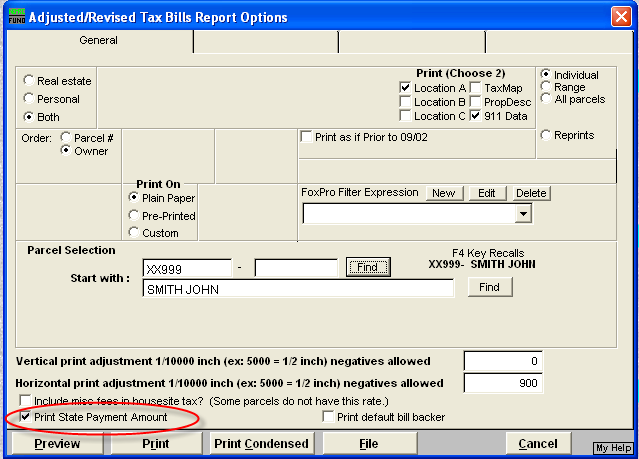 FUND Adjusted/Revised Tax Bills Report Options
General
Real estate
Personal
Both
Print (Choose 2)
Location A TaxMap
Location B PropDesc
Location C 911 Data
Individual
Range
All parcels
Reprints
Order: Parcel #
Owner
Print as if Prior to 09/02
Print On
Plain Paper
Pre-Printed
Custom
FoxPro Filter Expression New Edit Delete
Parcel Selection
Start with : XX999 - Find
SMITH JOHN Find
F4 Key Recalls
XX999- SMITH JOHN
Vertical print adjustment 1/10000 inch (ex: 5000 = 1/2 inch) negatives allowed 0
Horizontal print adjustment 1/10000 inch (ex: 5000 = 1/2 inch) negatives allowed 900
Include misc fees in housesite tax? (Some parcels do not have this rate.)
Print State Payment Amount Print default bill backer
Preview Print Print Condensed File Cancel My Help